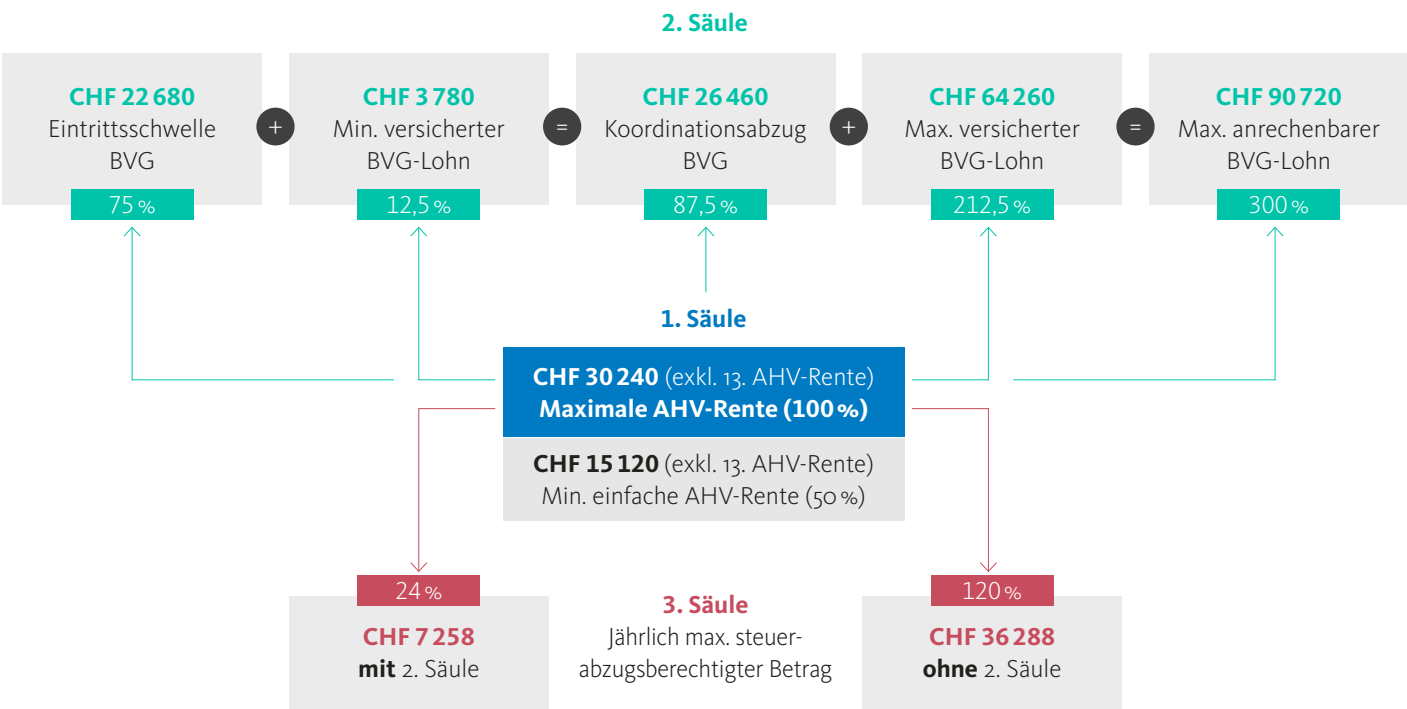 2. Säule
CHF 22 680
Eintrittsschwelle
BVG
75 %
+
CHF 3 780
Min. versicherter
BVG-Lohn
12,5 %
=
CHF 26 460
Koordinationsabzug
BVG
87,5 %
+
CHF 64 260
Max. versicherter
BVG-Lohn
212,5 %
=
CHF 90 720
Max. anrechenbarer
BVG-Lohn
300 %
1. Säule
CHF 30 240 (exkl. 13. AHV-Rente)
Maximale AHV-Rente (100 %)
CHF 15 120 (exkl. 13. AHV-Rente)
Min. einfache AHV-Rente (50 %)
24 %
CHF 7 258
mit 2. Säule
3. Säule
Jährlich max. steuer-
abzugsberechtigter Betrag
120 %
CHF 36 288
ohne 2. Säule